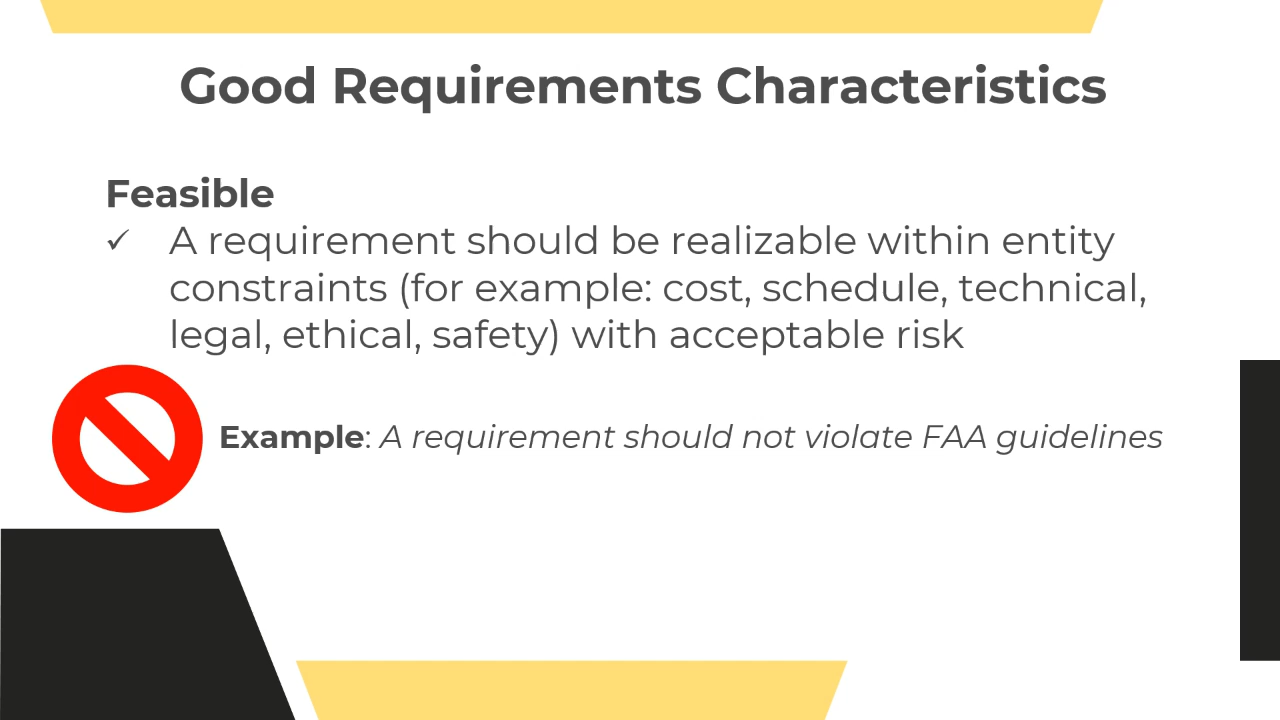 Good Requirements Characteristics
Feasible
✓ A requirement should be realizable within entity
constraints (for example: cost, schedule, technical,
legal, ethical, safety) with acceptable risk
Example: A requirement should not violate FAA guidelines